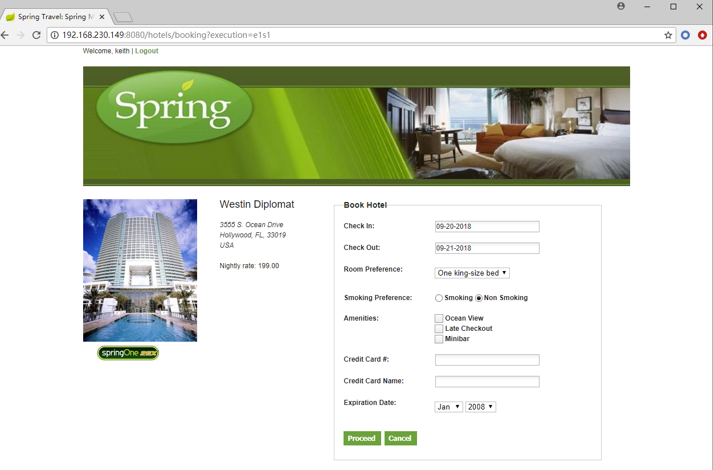 Spring Travel: Spring M
192.168.230.149:8080/hotels/booking?execution=e1s1
Welcome, keith | Logout
Spring
Westin Diplomat
3555 S. Ocean Drive
Hollywood, FL, 33019
USA
Nightly rate: 199.00
springOne 2GX
Book Hotel
Check In: 09-20-2018
Check Out: 09-21-2018
Room Preference: One king-size bed
Smoking Preference: Smoking Non Smoking
Amenities: Ocean View
Late Checkout
Minibar
Credit Card #:
Credit Card Name:
Expiration Date: Jan 2008
Proceed Cancel